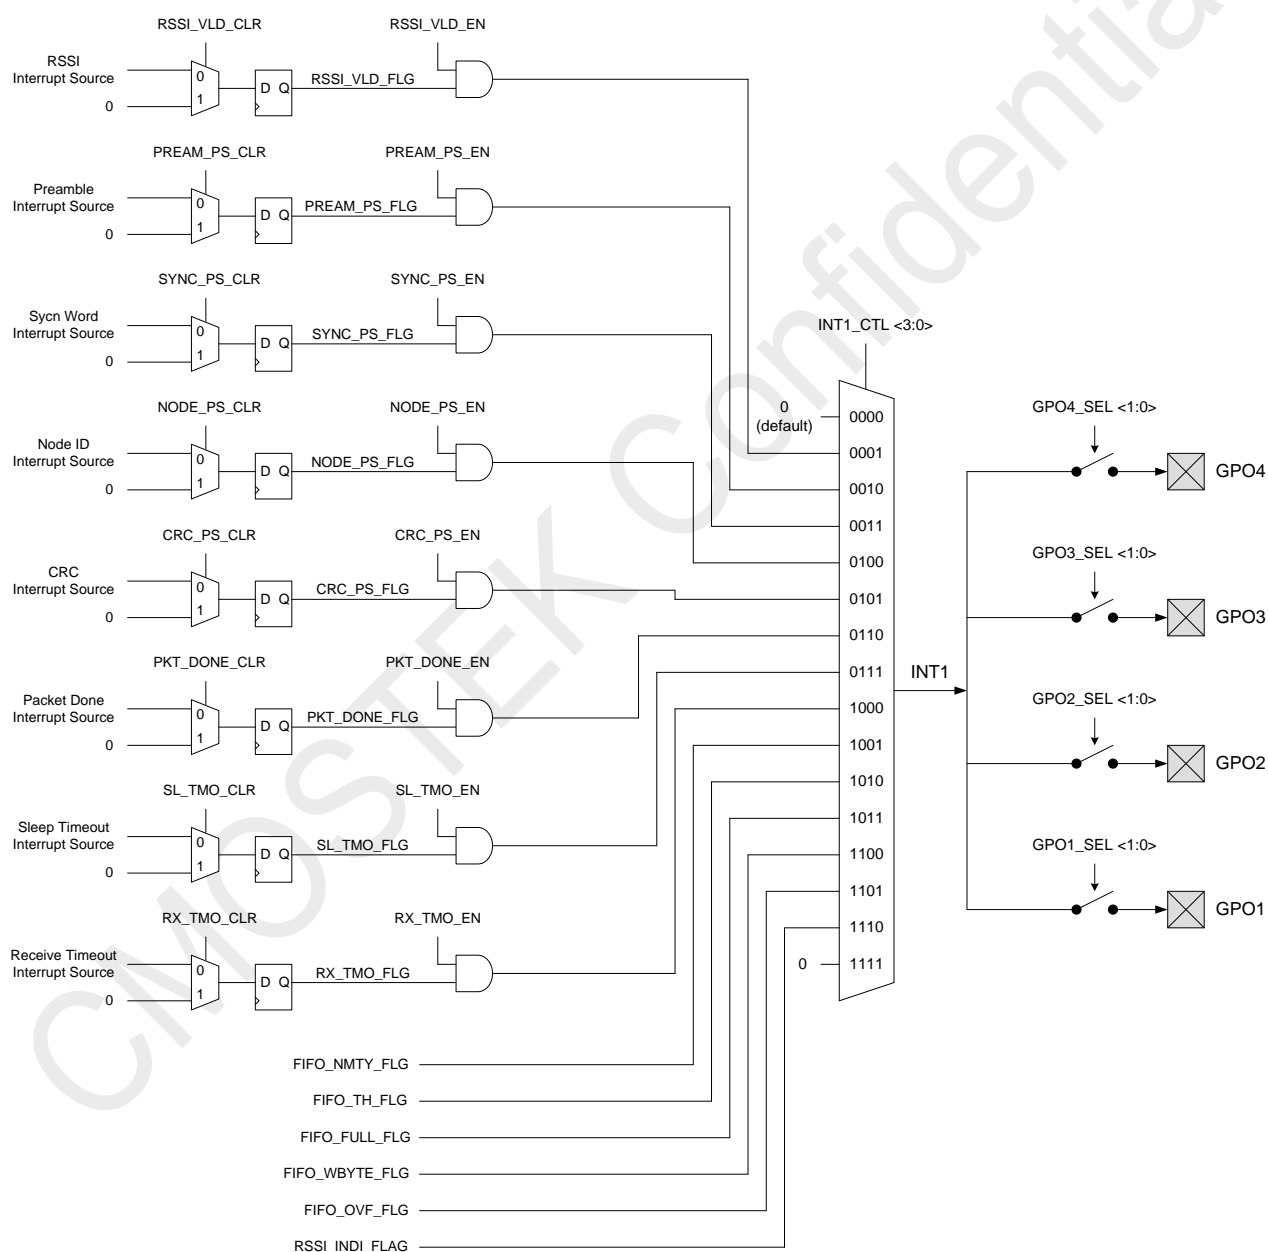 RSSI_VLD_CLR
RSSI_VLD_EN
RSSI
Interrupt Source
0
0
1
D Q
RSSI_VLD_FLG
PREAM_PS_CLR
PREAM_PS_EN
Preamble
Interrupt Source
0
0
1
D Q
PREAM_PS_FLG
SYNC_PS_CLR
SYNC_PS_EN
Sycn Word
Interrupt Source
0
0
1
D Q
SYNC_PS_FLG
NODE_PS_CLR
NODE_PS_EN
Node ID
Interrupt Source
0
0
1
D Q
NODE_PS_FLG
CRC_PS_CLR
CRC_PS_EN
CRC
Interrupt Source
0
0
1
D Q
CRC_PS_FLG
PKT_DONE_CLR
PKT_DONE_EN
Packet Done
Interrupt Source
0
0
1
D Q
PKT_DONE_FLG
SL_TMO_CLR
SL_TMO_EN
Sleep Timeout
Interrupt Source
0
0
1
D Q
SL_TMO_FLG
RX_TMO_CLR
RX_TMO_EN
Receive Timeout
Interrupt Source
0
0
1
D Q
RX_TMO_FLG
FIFO_NMTY_FLG
FIFO_TH_FLG
FIFO_FULL_FLG
FIFO_WBYTE_FLG
FIFO_OVF_FLG
RSSI_INDI_FLAG
INT1_CTL <3:0>
0
(default)
0000
0001
0010
0011
0100
0101
0110
0111
1000
1001
1010
1011
1100
1101
1110
0
1111
INT1
GPO4_SEL <1:0>
GPO4
GPO3_SEL <1:0>
GPO3
GPO2_SEL <1:0>
GPO2
GPO1_SEL <1:0>
GPO1
CMOSTEK Confidential